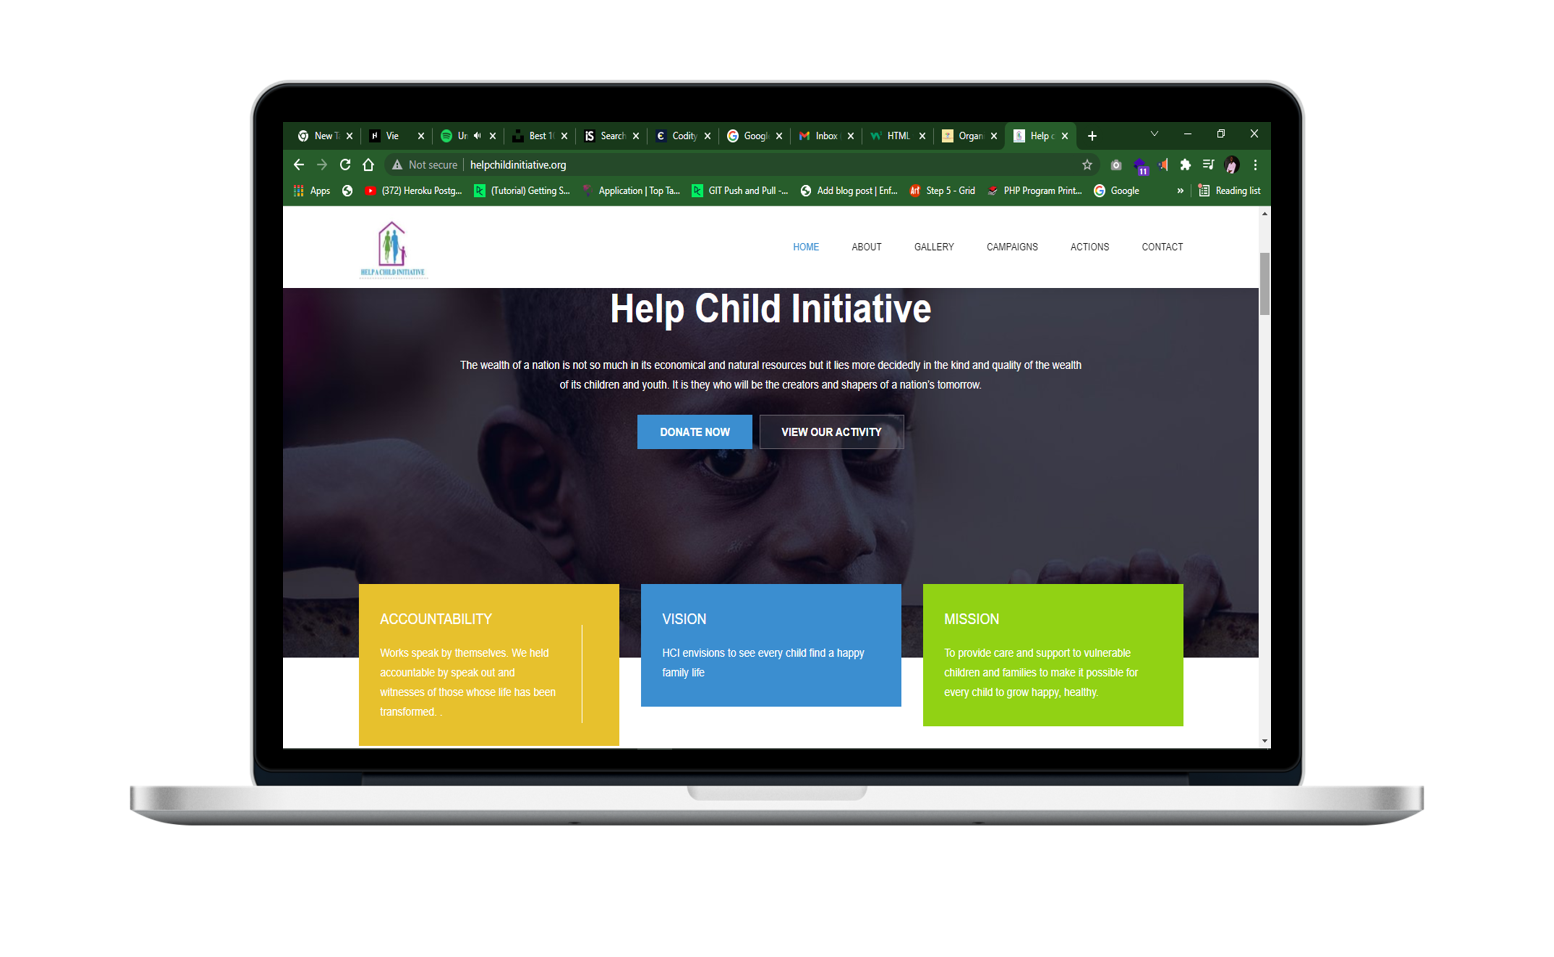 New T
Vie
Un
Best 1
Search
Codity
Googl
Inbox
HTML
Organ
Help c
Not secure
helpchildinitiative.org
11
Apps
(372) Heroku Postg...
(Tutorial) Getting S...
Application | Top Ta...
GIT Push and Pull -...
Add blog post | Enf...
Step 5 - Grid
PHP Program Print...
Google
»
Reading list
HELP A CHILD INITIATIVE
HOME
ABOUT
GALLERY
CAMPAIGNS
ACTIONS
CONTACT
Help Child Initiative
The wealth of a nation is not so much in its economical and natural resources but it lies more decidedly in the kind and quality of the wealth
of its children and youth. It is they who will be the creators and shapers of a nation's tomorrow.
DONATE NOW
VIEW OUR ACTIVITY
ACCOUNTABILITY
Works speak by themselves. We held
accountable by speak out and
witnesses of those whose life has been
transformed. .
VISION
HCI envisions to see every child find a happy
family life
MISSION
To provide care and support to vulnerable
children and families to make it possible for
every child to grow happy, healthy.